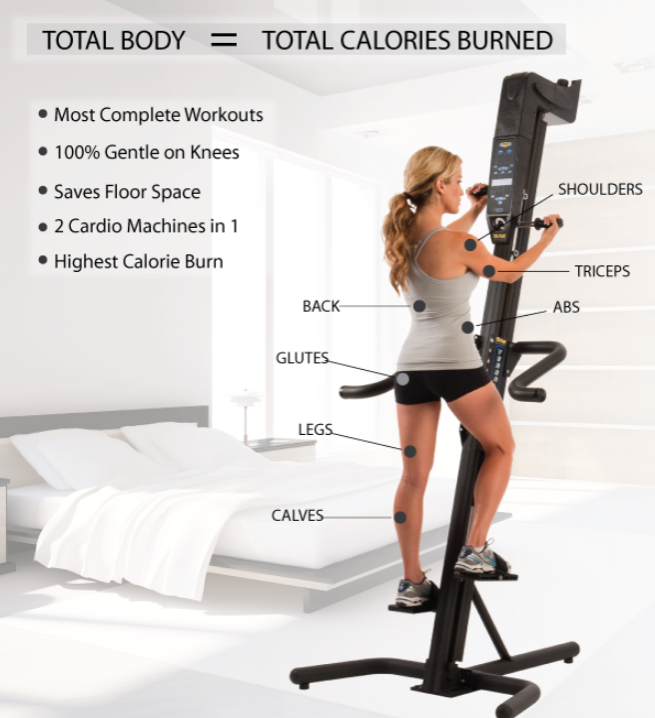 TOTAL BODY = TOTAL CALORIES BURNED
Most Complete Workouts
100% Gentle on Knees
Saves Floor Space
2 Cardio Machines in 1
Highest Calorie Burn
SHOULDERS
TRICEPS
BACK
ABS
GLUTES
LEGS
CALVES